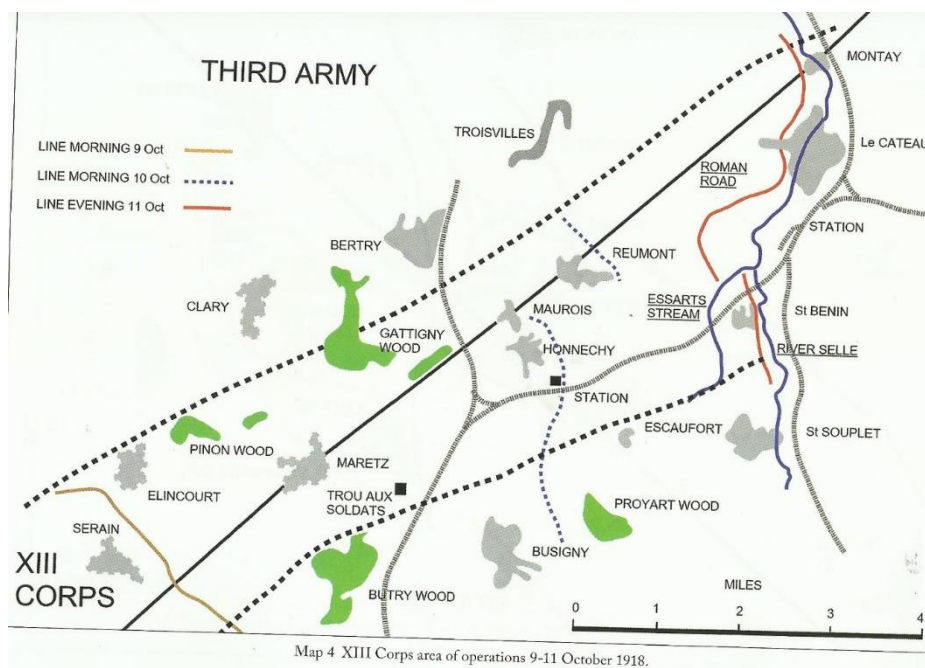 THIRD ARMY
MONTAY
TROISVILLES
LINE MORNING 9 Oct
Le CATEAU
LINE MORNING 10 Oct
ROMAN
ROAD
LINE EVENING 11 Oct
STATION
BERTRY
REUMONT
CLARY
MAUROIS
ESSARTS
STREAM
St BENIN
GATTIGNY
WOOD
HONNECHY
RIVER SELLE
STATION
ESCAUFORT
St SOUPLET
PINON WOOD
MARETZ
ELINCOURT
TROU AUX
SOLDATS
PROYART WOOD
SERAIN
BUSIGNY
XIII
CORPS
BUTRY WOOD
MILES
0 1 2 3 4
Map 4 XIII Corps area of operations 9-11 October 1918.